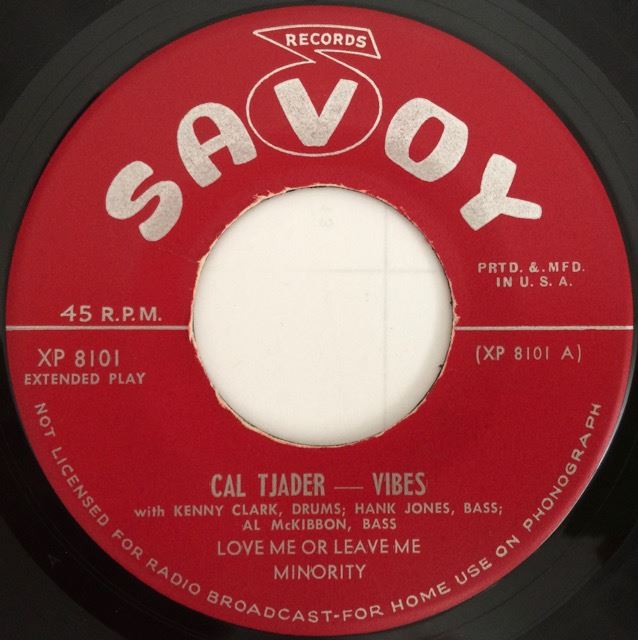 RECORDS
SAVOY
PRTD. &. MFD.
IN U. S. A.
45 R.P.M.
XP 8101
(XP 8101 A)
EXTENDED PLAY
CAL TJADER — VIBES
with KENNY CLARK, DRUMS; HANK JONES, BASS;
AL McKIBBON, BASS
LOVE ME OR LEAVE ME
MINORITY
NOT LICENSED FOR RADIO BROADCAST-FOR HOME USE ON PHONOGRAPH